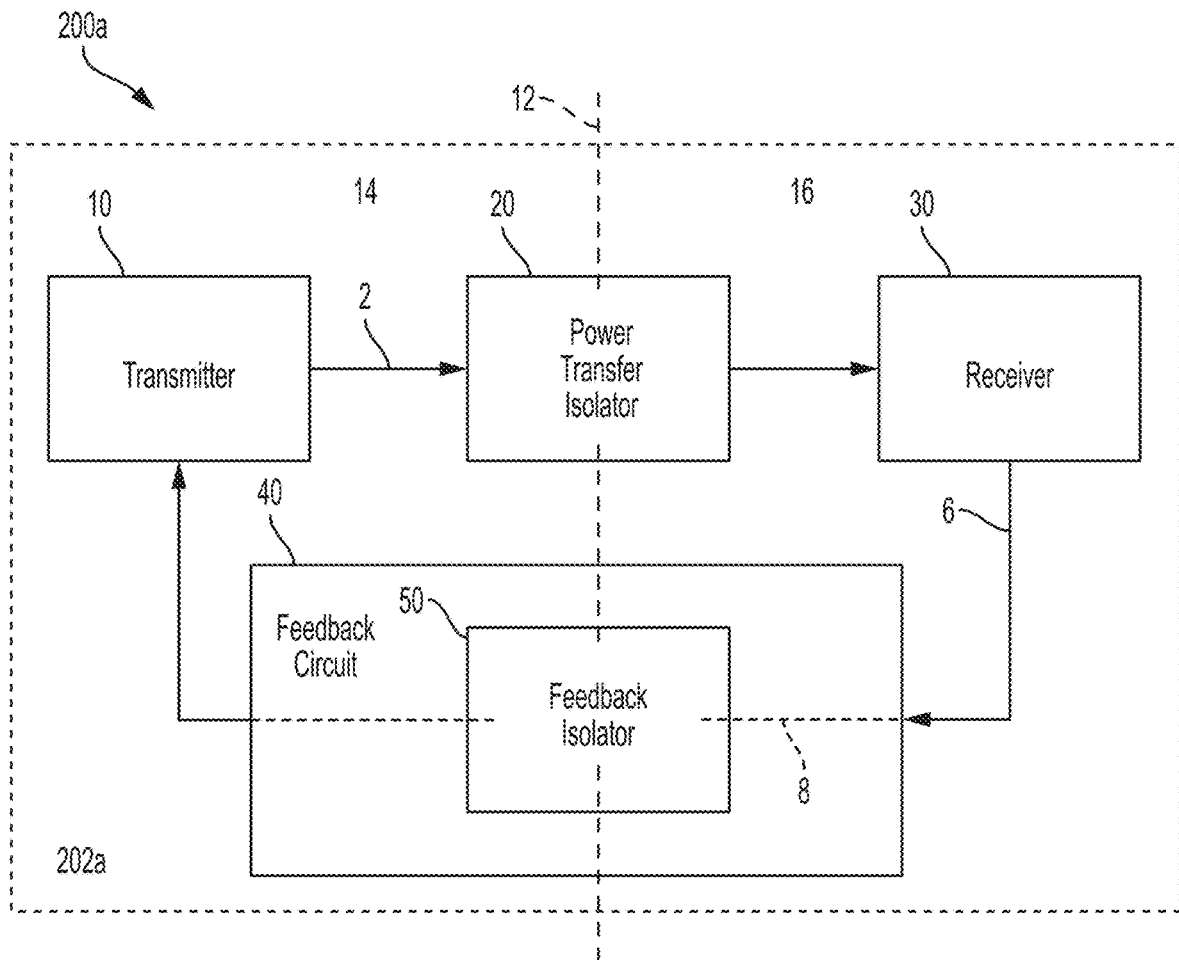 200a
12
14
16
10
20
30
2
Transmitter
Power
Transfer
Isolator
Receiver
6
40
50
Feedback
Circuit
Feedback
Isolator
8
202a